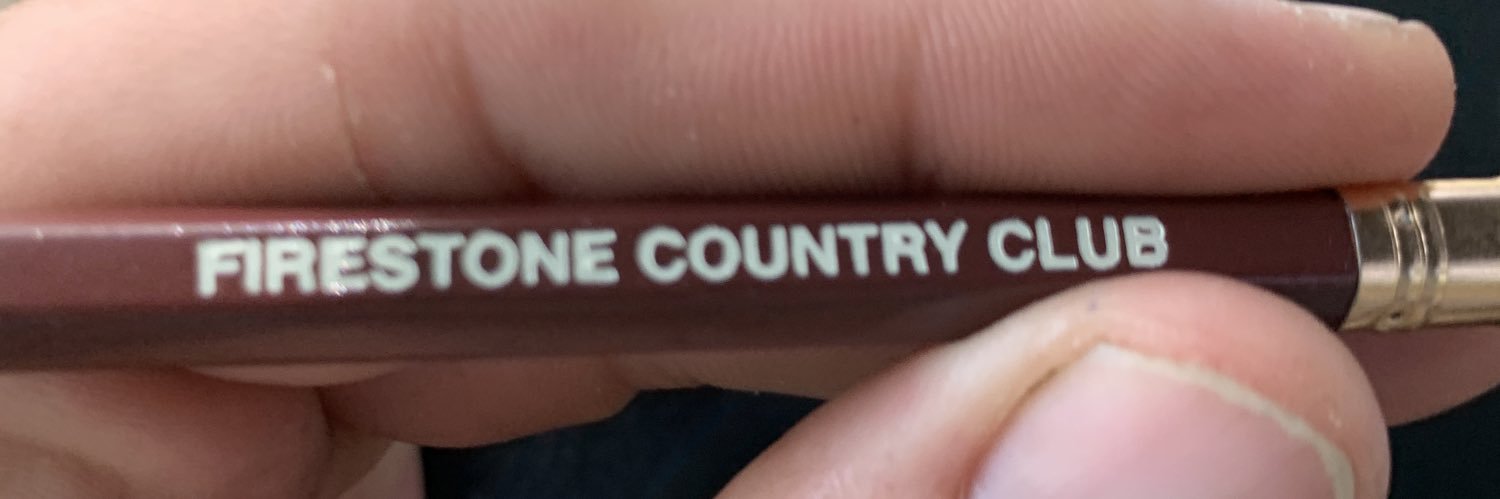 FIRESTONE COUNTRY CLUB